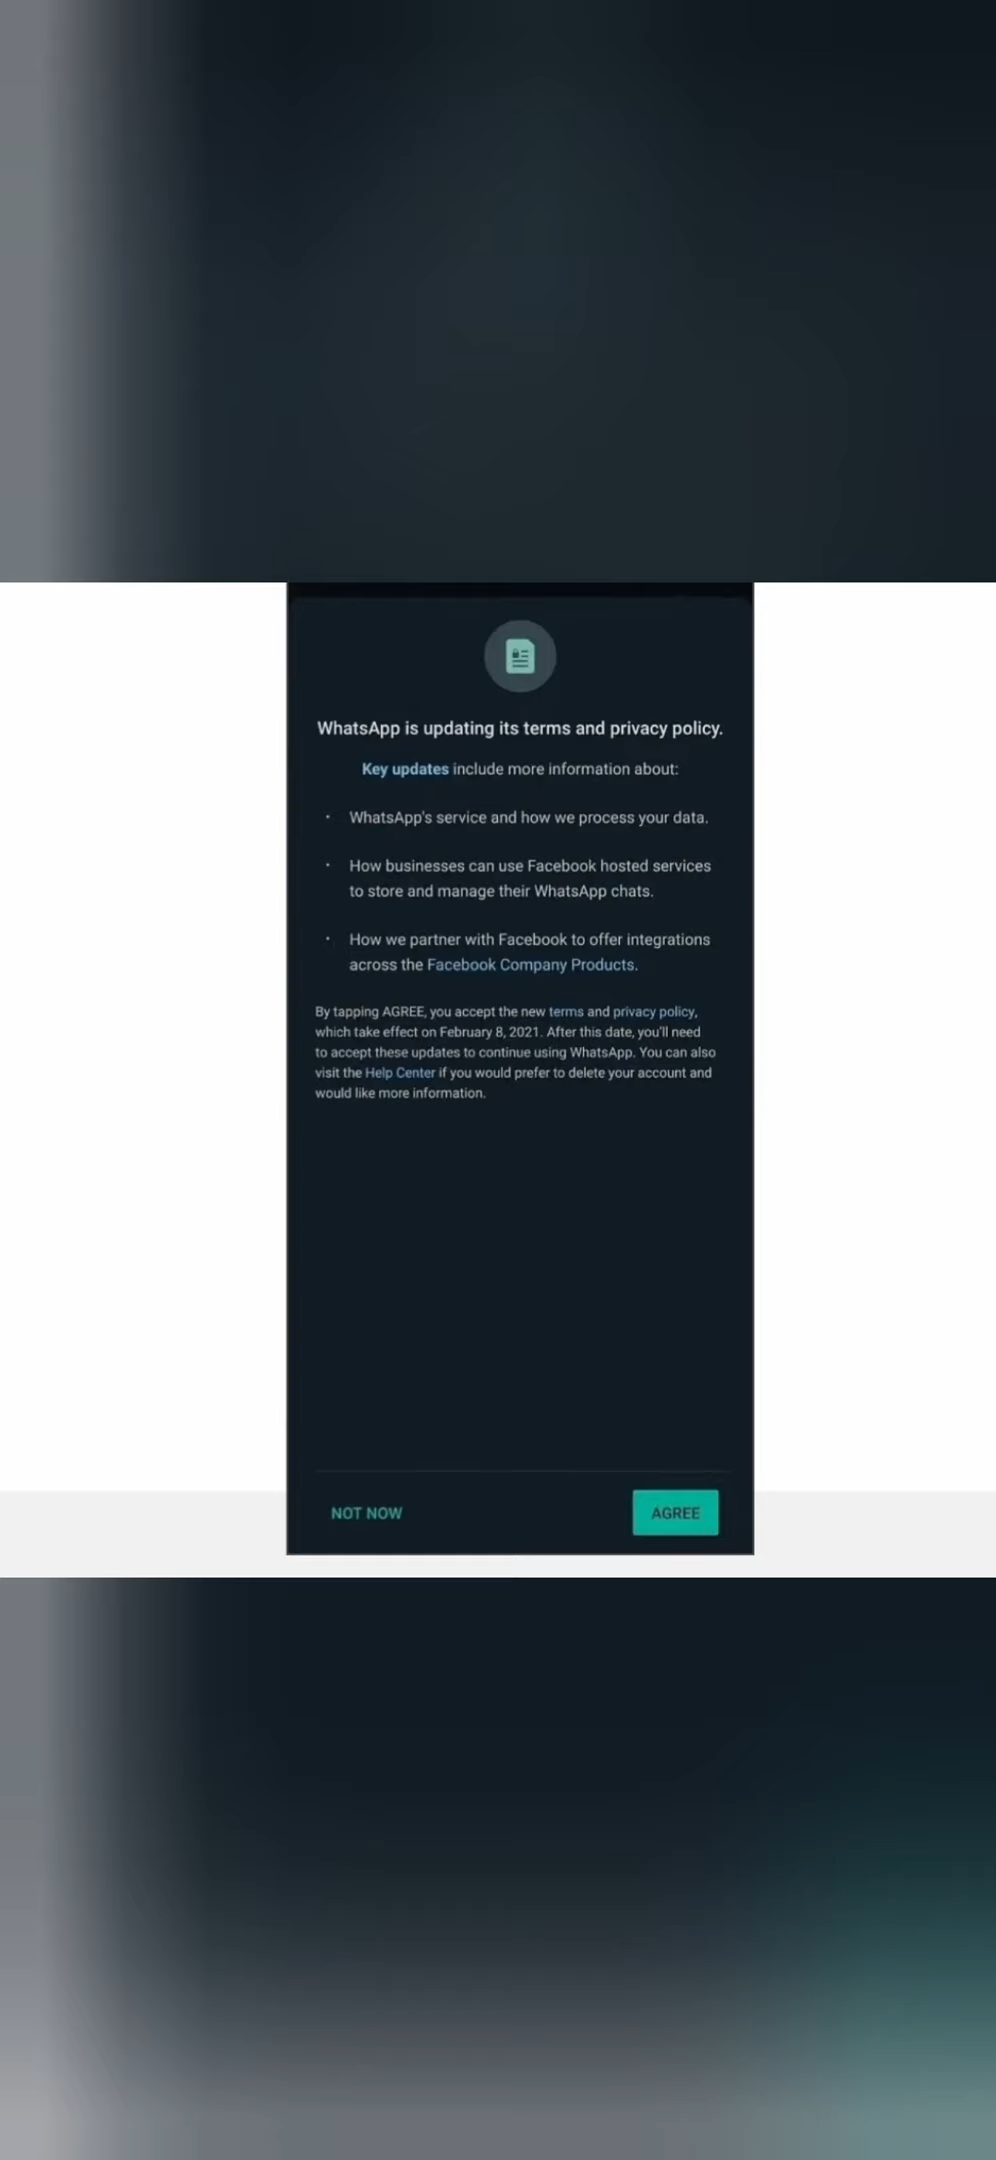 WhatsApp is updating its terms and privacy policy.
Key updates include more information about:
· WhatsApp's service and how we process your data.
· How businesses can use Facebook hosted services
to store and manage their WhatsApp chats.
· How we partner with Facebook to offer integrations
across the Facebook Company Products.
By tapping AGREE, you accept the new terms and privacy policy,
which take effect on February 8, 2021. After this date, you'll need
to accept these updates to continue using WhatsApp. You can also
visit the Help Center if you would prefer to delete your account and
would like more information.
NOT NOW
AGREE